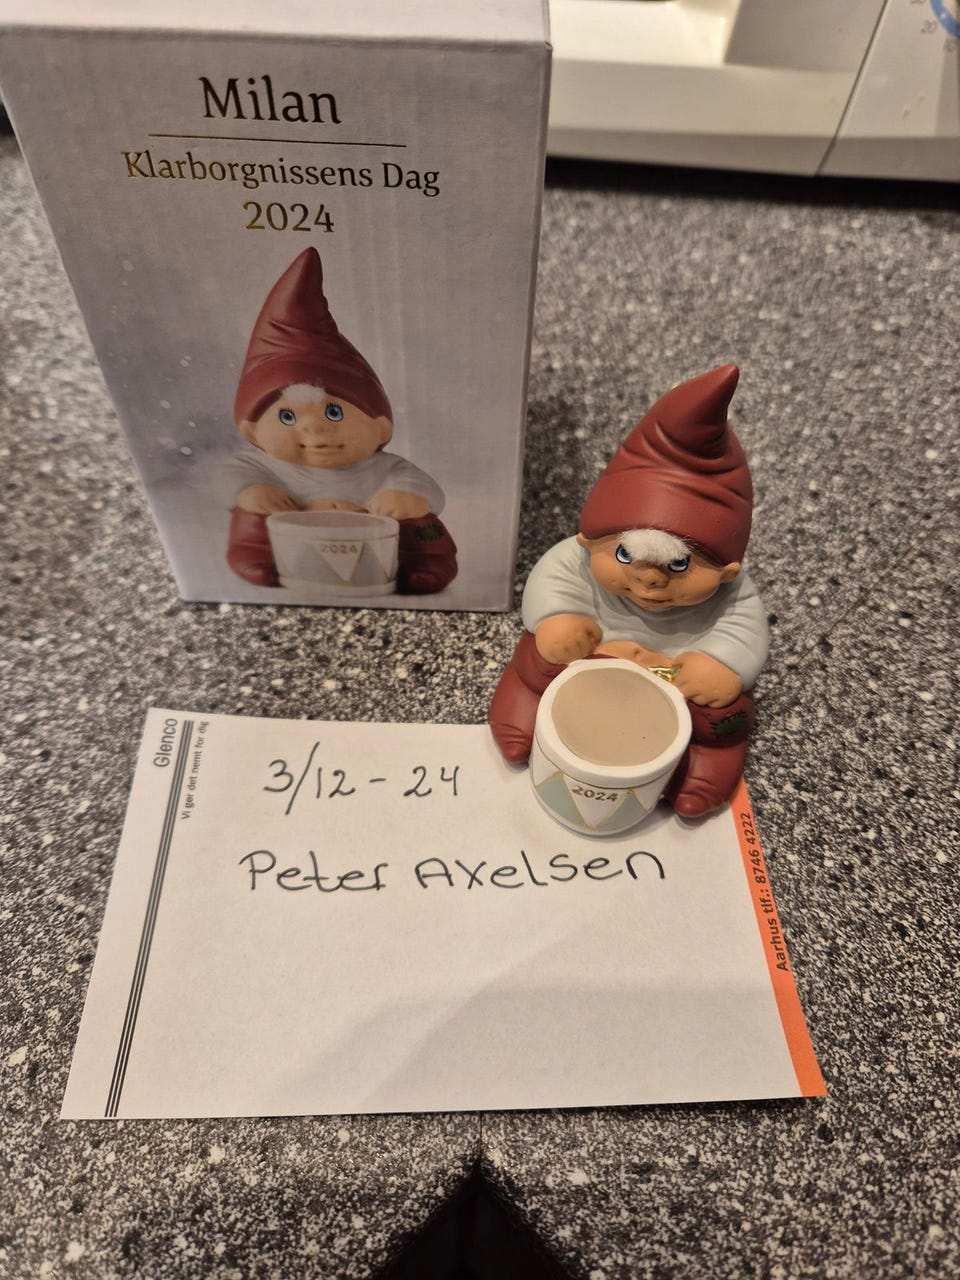 Milan
Klarborgnissens Dag
2024
2024
2024
Glenco
Vi gør det nemt for dig
3/12 - 24
Peter Axelsen
Aarhus tlf.: 8746 4222
20